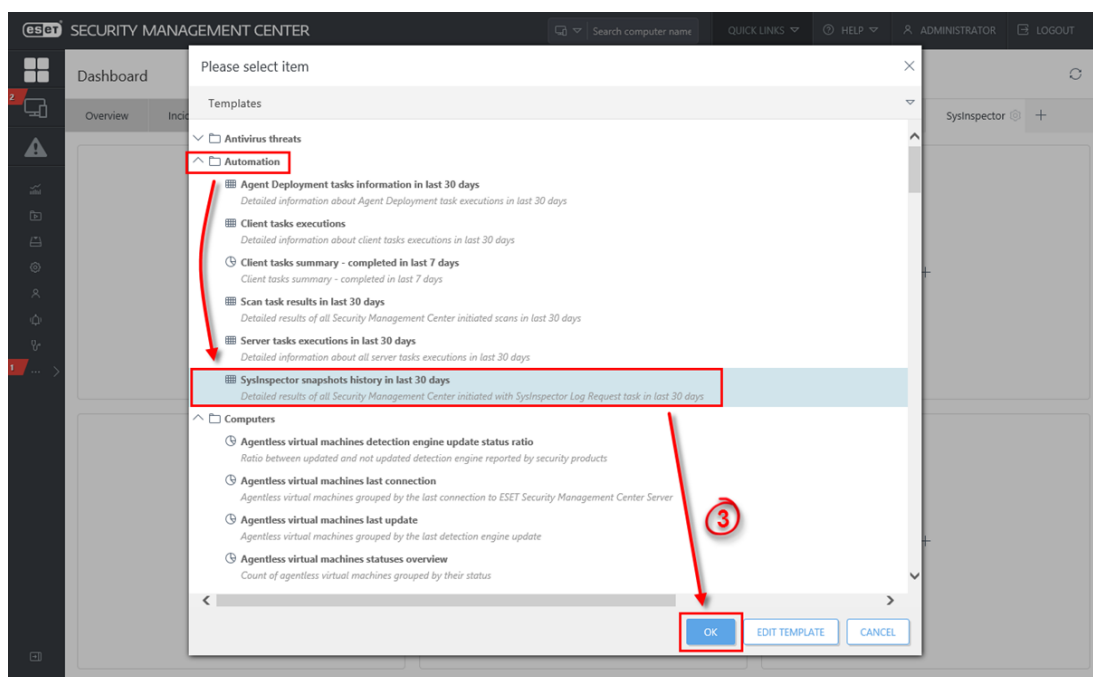 eset SECURITY MANAGEMENT CENTER
Search computer name
QUICK LINKS
HELP
ADMINISTRATOR
LOGOUT
Dashboard
Please select item
Templates
Overview
SysInspector
2
1
Antivirus threats
Automation
Agent Deployment tasks information in last 30 days
Detailed information about Agent Deployment task executions in last 30 days
Client tasks executions
Detailed information about client tasks executions in last 30 days
Client tasks summary - completed in last 7 days
Client tasks summary - completed in last 7 days
Scan task results in last 30 days
Detailed results of all Security Management Center initiated scans in last 30 days
Server tasks executions in last 30 days
Detailed information about all server tasks executions in last 30 days
SysInspector snapshots history in last 30 days
Detailed results of all Security Management Center initiated with SysInspector Log Request task in last 30 days
Computers
Agentless virtual machines detection engine update status ratio
Ratio between updated and not updated detection engine reported by security products
Agentless virtual machines last connection
Agentless virtual machines grouped by the last connection to ESET Security Management Center Server
Agentless virtual machines last update
Agentless virtual machines grouped by the last detection engine update
Agentless virtual machines statuses overview
Count of agentless virtual machines grouped by their status
3
OK
EDIT TEMPLATE
CANCEL